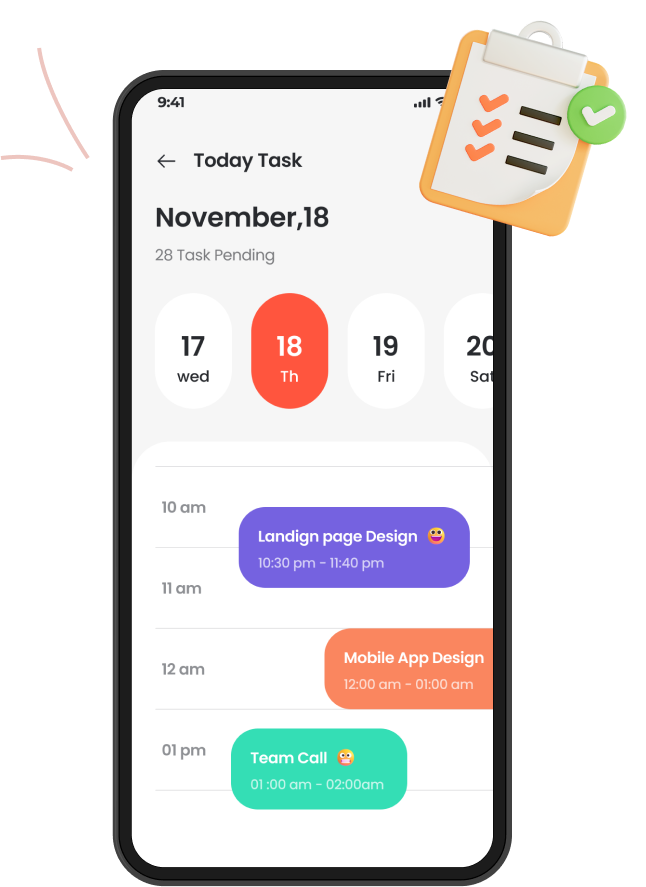 9:41
Today Task
November,18
28 Task Pending
17 18 19 20
wed Th Fri Sat
10 am
Landign page Design
10:30 pm - 11:40 pm
11 am
Mobile App Design
12 am
12:00 am - 01:00 am
01 pm
Team Call
01 :00 am - 02:00am